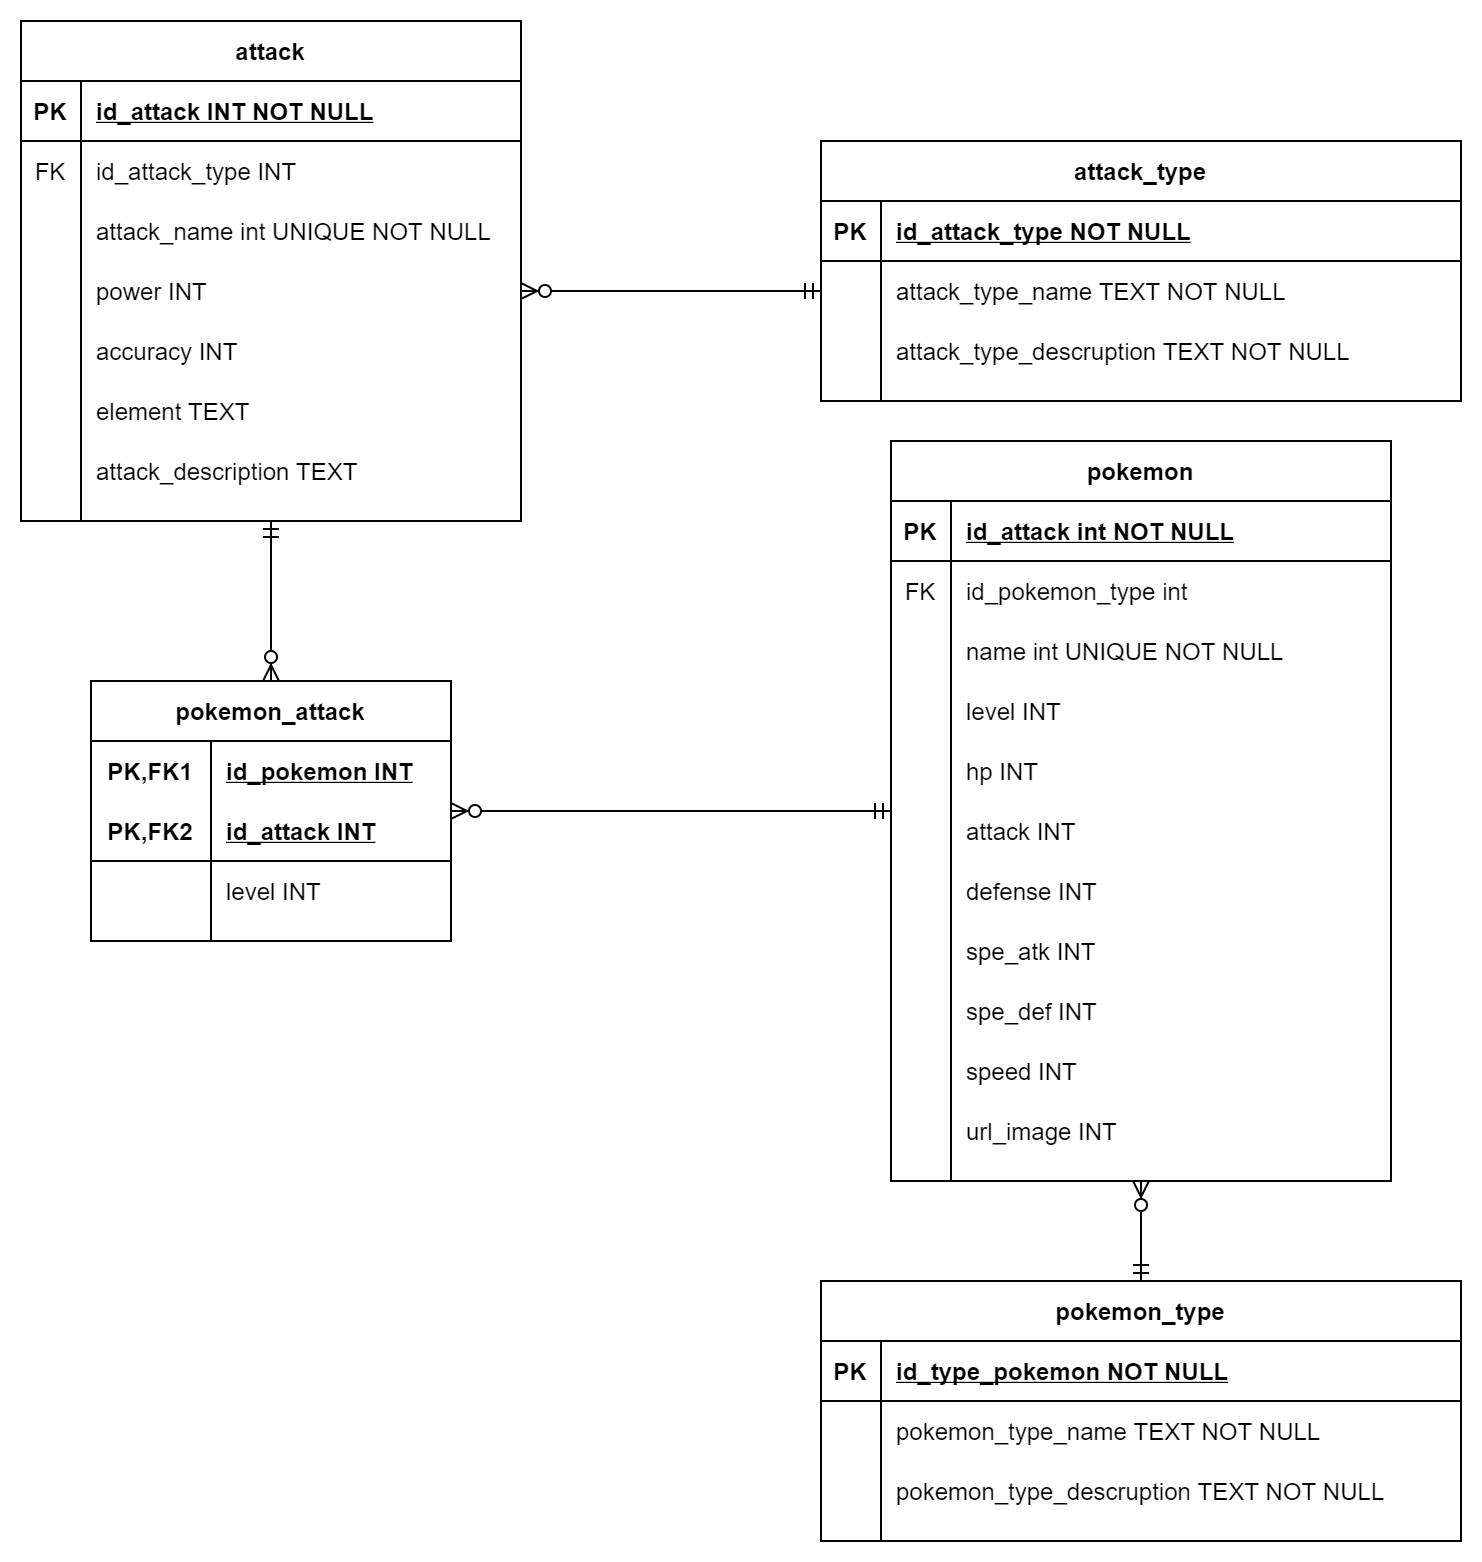 attack
PK id_attack INT NOT NULL
FK id_attack_type INT
attack_name int UNIQUE NOT NULL
power INT
accuracy INT
element TEXT
attack_description TEXT
attack_type
PK id_attack_type NOT NULL
attack_type_name TEXT NOT NULL
attack_type_descruption TEXT NOT NULL
pokemon
PK id_attack int NOT NULL
FK id_pokemon_type int
name int UNIQUE NOT NULL
level INT
hp INT
attack INT
defense INT
spe_atk INT
spe_def INT
speed INT
url_image INT
pokemon_attack
PK,FK1 id_pokemon INT
PK,FK2 id_attack INT
level INT
pokemon_type
PK id_type_pokemon NOT NULL
pokemon_type_name TEXT NOT NULL
pokemon_type_descruption TEXT NOT NULL